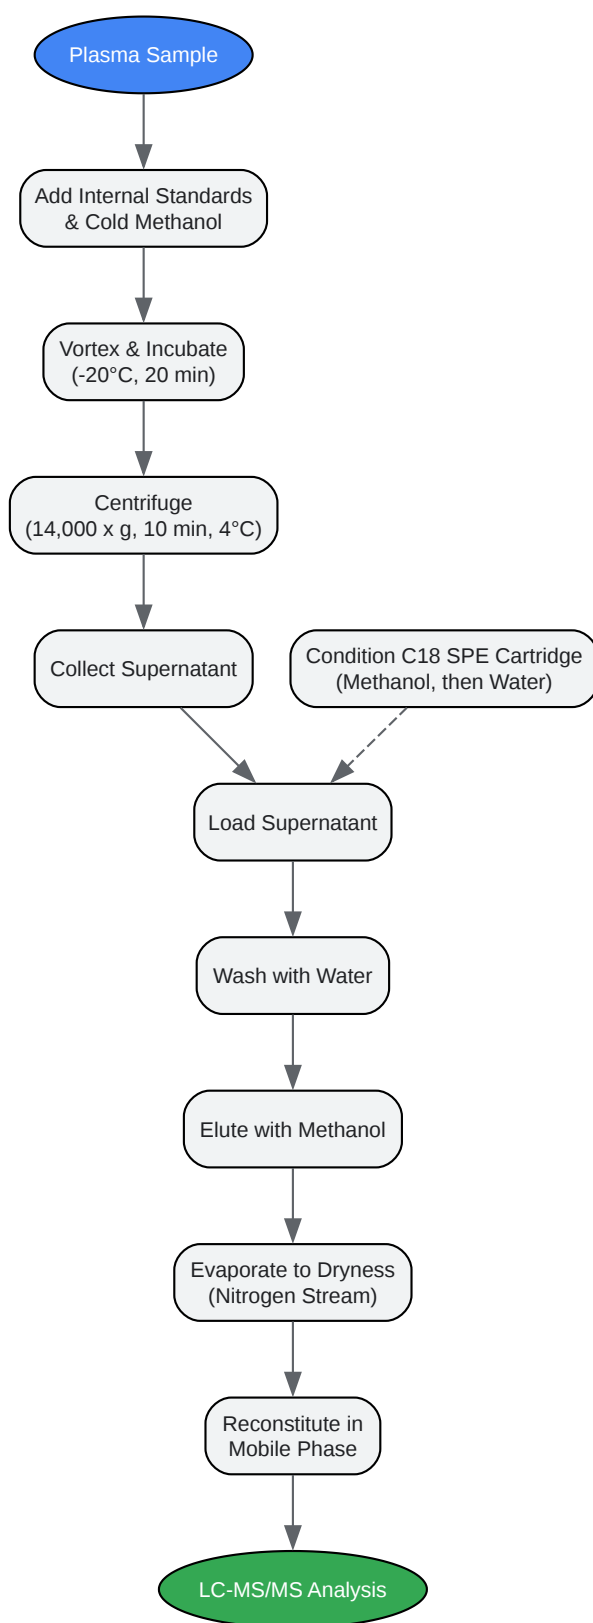 Plasma Sample
Add Internal Standards
& Cold Methanol
Vortex & Incubate
(-20°C, 20 min)
Centrifuge
(14,000 x g, 10 min, 4°C)
Collect Supernatant
Condition C18 SPE Cartridge
(Methanol, then Water)
Load Supernatant
Wash with Water
Elute with Methanol
Evaporate to Dryness
(Nitrogen Stream)
Reconstitute in
Mobile Phase
LC-MS/MS Analysis